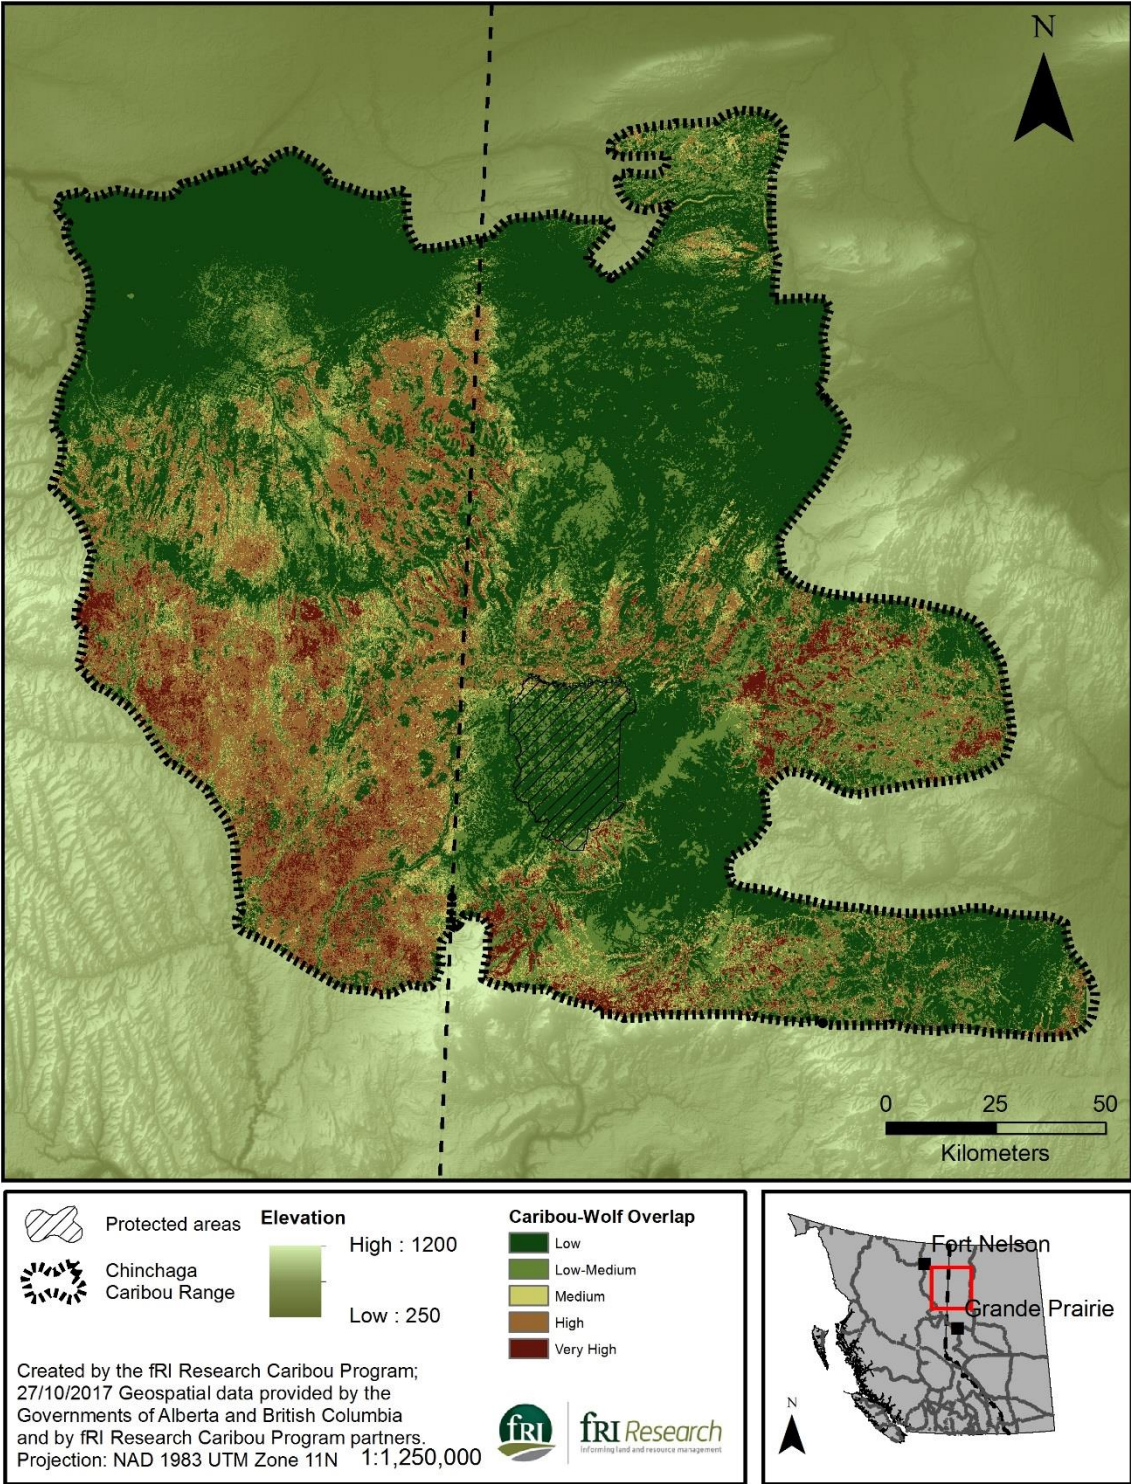 N
0 25 50
Kilometers
Protected areas
Chinchaga
Caribou Range
Elevation
High : 1200
Low : 250
Caribou-Wolf Overlap
Low
Low-Medium
Medium
High
Very High
Created by the fRI Research Caribou Program;
27/10/2017 Geospatial data provided by the
Governments of Alberta and British Columbia
and by fRI Research Caribou Program partners.
Projection: NAD 1983 UTM Zone 11N 1:1,250,000
fRI
fRI Research
Informing land and resource management
Fort Nelson
Grande Prairie
N